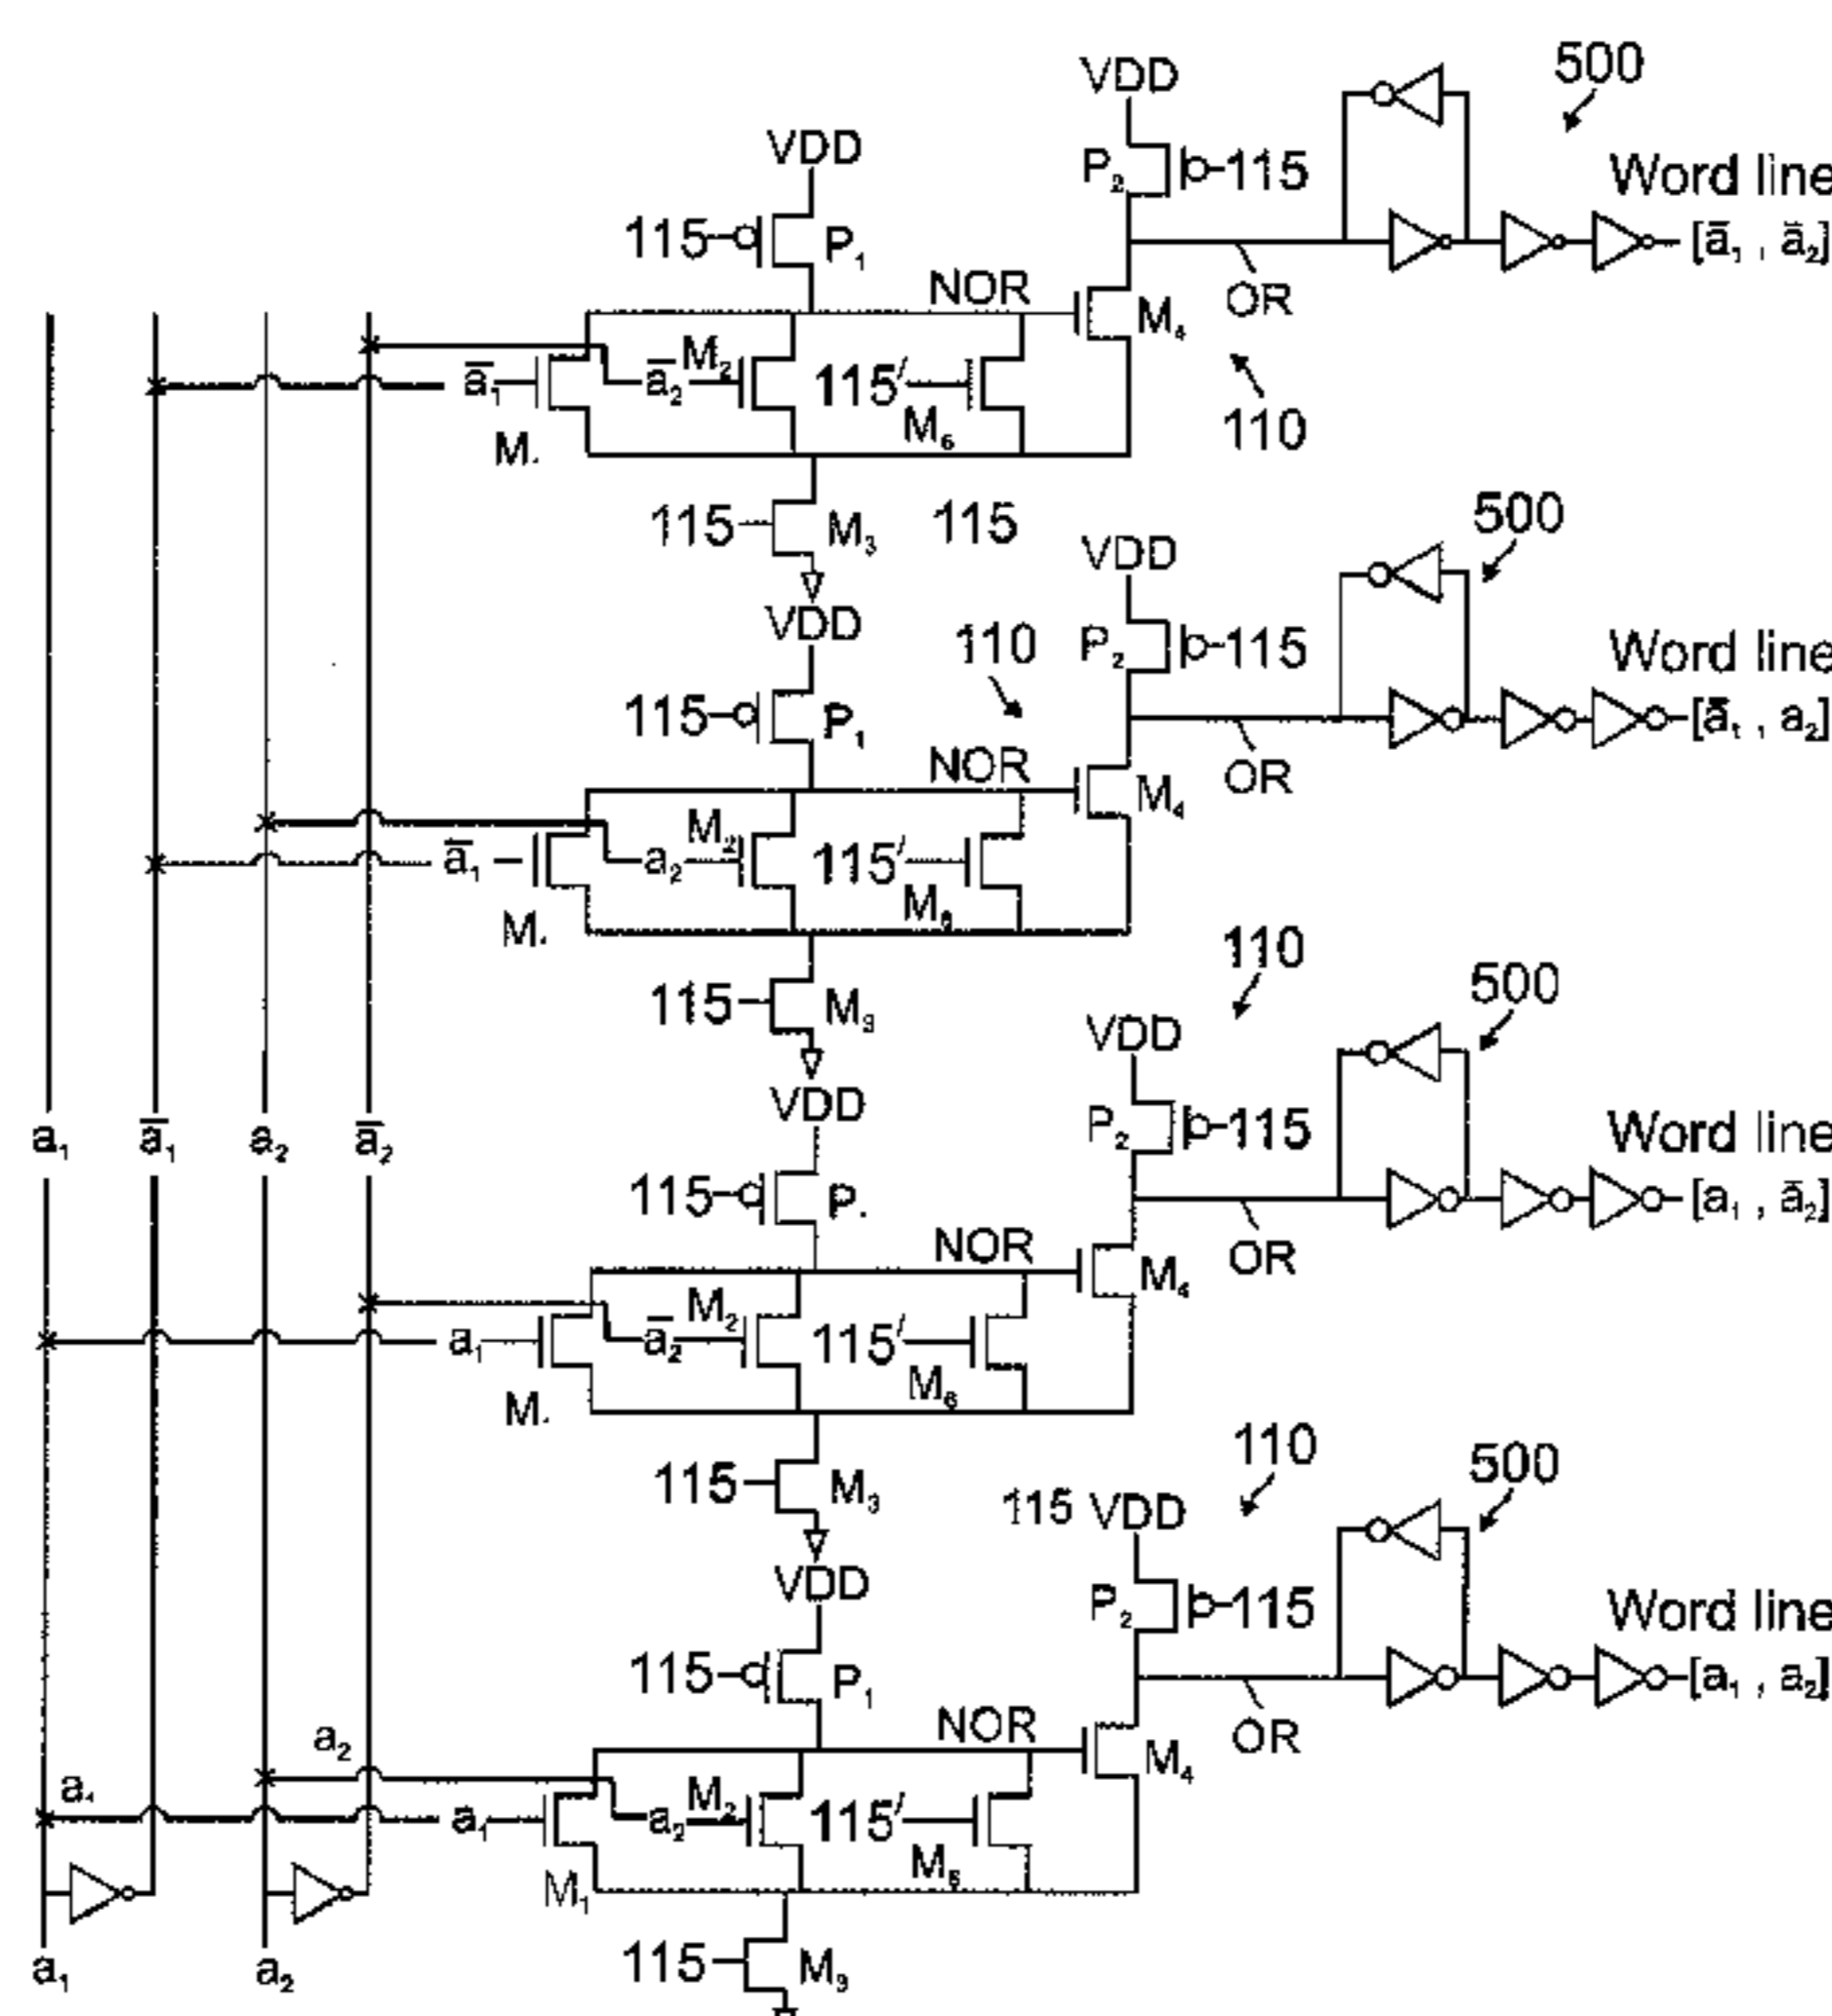 VDD
500
VDD
P₂
115
Word line
115
P₁
[ā₁ , ā₂]
NOR
OR
M₄
M₂
ā₁
ā₂
115′
M₆
110
M.
115
M₃
115
500
VDD
VDD
110
P₂
115
Word line
115
P₁
[ā₁ , a₂]
NOR
OR
M₄
M₂
ā₁
a₂
115′
M₆
M.
110
115
M₃
500
VDD
VDD
a₁
ā₁
a₂
ā₂
P₂
115
Word line
115
P.
[a₁ , ā₂]
NOR
OR
M₄
M₂
a₁
ā₂
115′
M₆
M.
110
500
115
M₃
115
VDD
VDD
P₂
115
Word line
115
P₁
[a₁ , a₂]
NOR
OR
a₂
M₄
a₁
M₂
a₁
a₂
115′
M₆
M₁
115
M₃
a₁
a₂